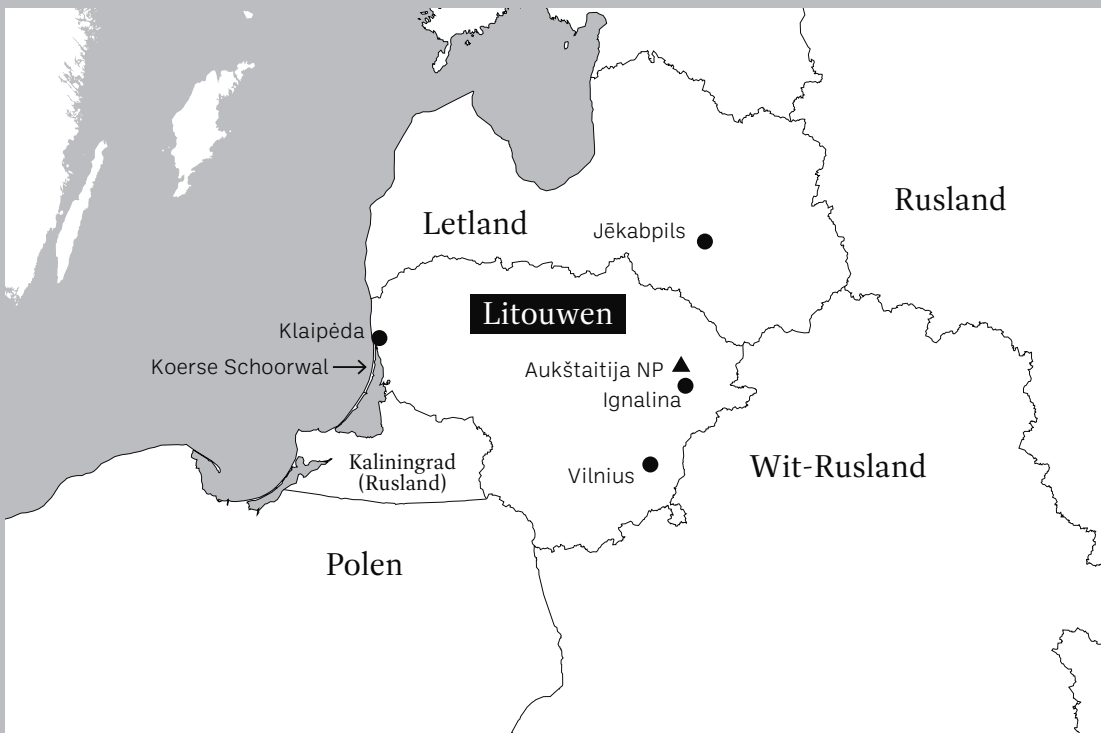 Rusland
Letland
Jēkabpils
Litouwen
Klaipėda
Koerse Schoorwal
Aukštaitija NP
Ignalina
Kaliningrad
(Rusland)
Vilnius
Wit-Rusland
Polen